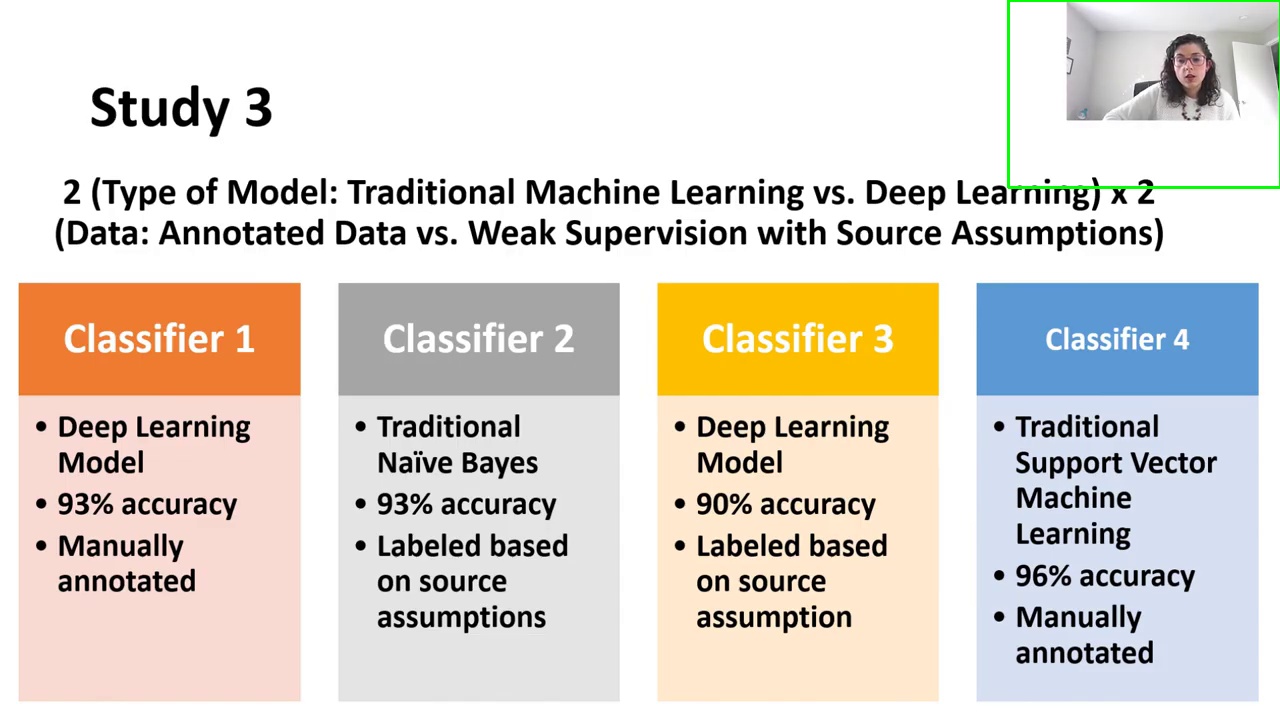 Study 3
2 (Type of Model: Traditional Machine Learning vs. Deep Learning) x 2
(Data: Annotated Data vs. Weak Supervision with Source Assumptions)
Classifier 1
• Deep Learning
Model
• 93% accuracy
• Manually
annotated
Classifier 2
• Traditional
Naïve Bayes
• 93% accuracy
• Labeled based
on source
assumptions
Classifier 3
• Deep Learning
Model
• 90% accuracy
• Labeled based
on source
assumption
Classifier 4
• Traditional
Support Vector
Machine
Learning
• 96% accuracy
• Manually
annotated